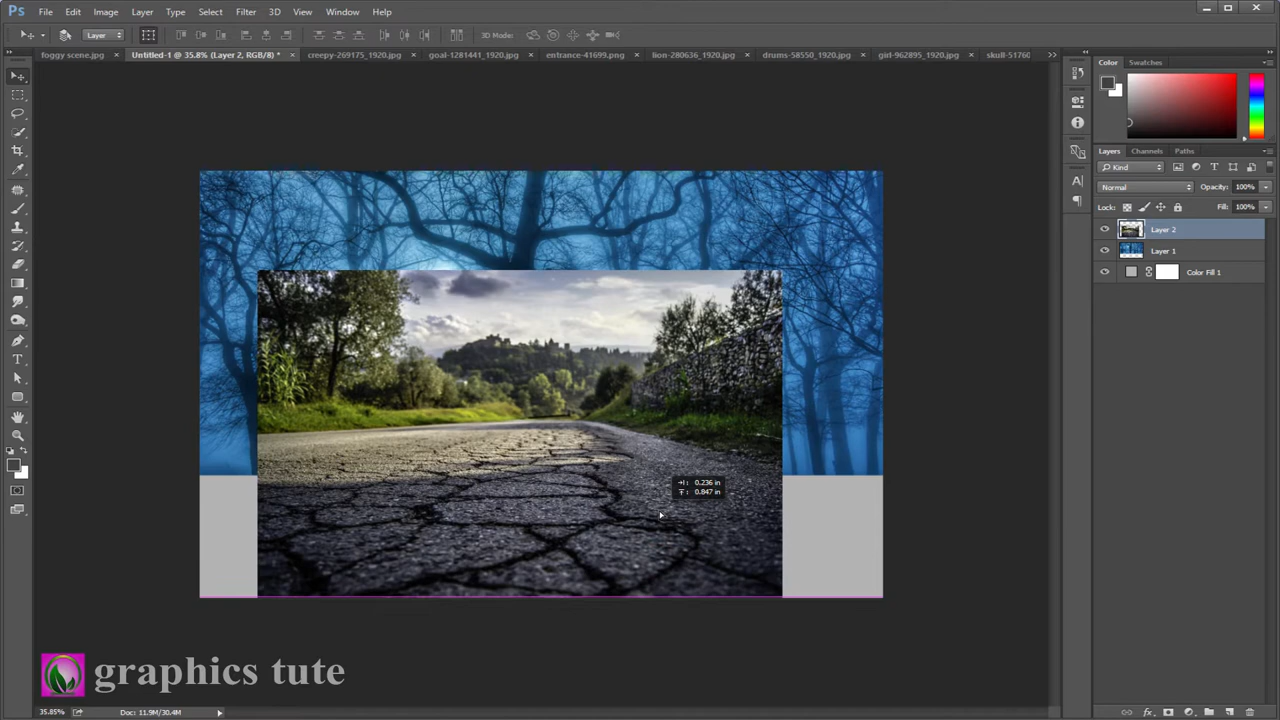 Ps File Edit Image Layer Type Select Filter 3D View Window Help
Layer 3D Mode:
foggy scene.jpg × Untitled-1 @ 35.8% (Layer 2, RGB/8) * × creepy-269175_1920.jpg × goal-1281441_1920.jpg × entrance-41699.png × lion-280636_1920.jpg × drums-58550_1920.jpg × girl-962895_1920.jpg × skull-51760
Color Swatches
Layers Channels Paths
Kind
Normal Opacity: 100%
Lock: Fill: 100%
Layer 2
Layer 1
Color Fill 1
0.236 in
0.847 in
graphics tute
35.85% Doc: 11.9M/30.4M